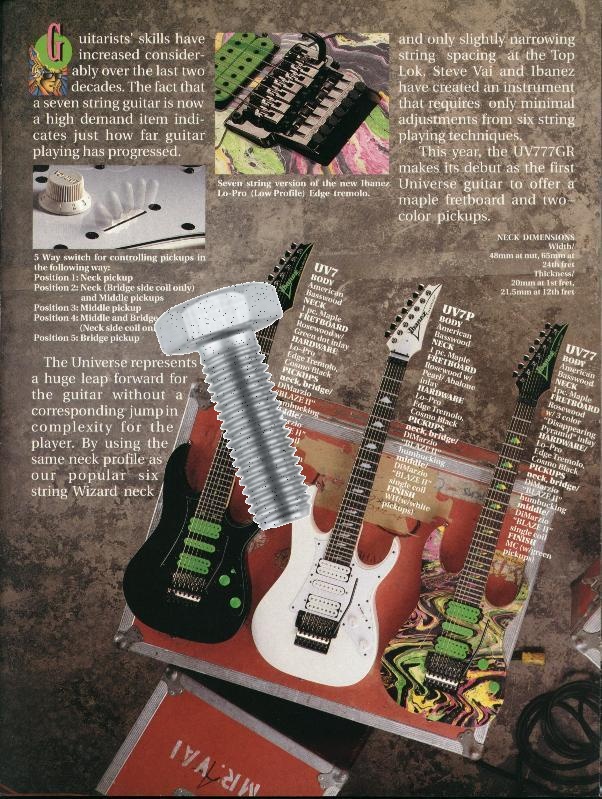 Guitarists' skills have
increased consider-
ably over the last two
decades. The fact that
a seven string guitar is now
a high demand item indi-
cates just how far guitar
playing has progressed.
5 Way switch for controlling pickups in
the following way:
Position 1: Neck pickup
Position 2: Neck (Bridge side coil only)
and Middle pickups
Position 3: Middle pickup
Position 4: Middle and Bridge
(Neck side coil
Position 5: Bridge pickup
The Universe represents
a huge leap forward for
the guitar without a
corresponding jump in
complexity for the
player. By using the
same neck profile as
our popular six
string Wizard neck
Seven string version of the new Ibanez
Lo-Pro (Low Profile) Edge tremolo.
and only slightly narrowing
string spacing at the Top
Lok, Steve Vai and Ibanez
have created an instrument
that requires only minimal
adjustments from six string
playing techniques.
This year, the UV777GR
makes its debut as the first
Universe guitar to offer a
maple fretboard and two-
color pickups.
NECK DIMENSIONS
Width/
48mm at nut, 65mm at
24th fret
Thickness/
20mm at 1st fret,
21.5mm at 12th fret
UV7
BODY
American
Basswood
NECK
1 pc. Maple
FRETBOARD
Rosewood w/
Green dot inlay
HARDWARE
Lo-Pro
Edge Tremolo,
Cosmo Black
PICKUPS
neck, bridge/
DiMarzio
"BLAZE II"
humbucking
middle/
UV7P
BODY
American
Basswood
NECK
1 pc. Maple
FRETBOARD
Rosewood w/
Pearl/ Abalone
inlay
HARDWARE
Lo-Pro
Edge Tremolo,
Cosmo Black
PICKUPS
neck, bridge/
DiMarzio
"BLAZE II"
humbucking
middle/
DiMarzio
"BLAZE II"
single coil
FINISH
WH(w/white
pickups)
UV77
BODY
American
Basswood
NECK
1 pc. Maple
FRETBOARD
Rosewood
w/3 color
"Disappearing
Pyramid" inlay
HARDWARE/
Lo-Pro
Edge Tremolo,
Cosmo Black
PICKUPS
neck, bridge/
DiMarzio
"BLAZE II"
humbucking
middle/
DiMarzio
"BLAZE II"
single coil
FINISH
MC (w/green
pickups)
MR. VAI